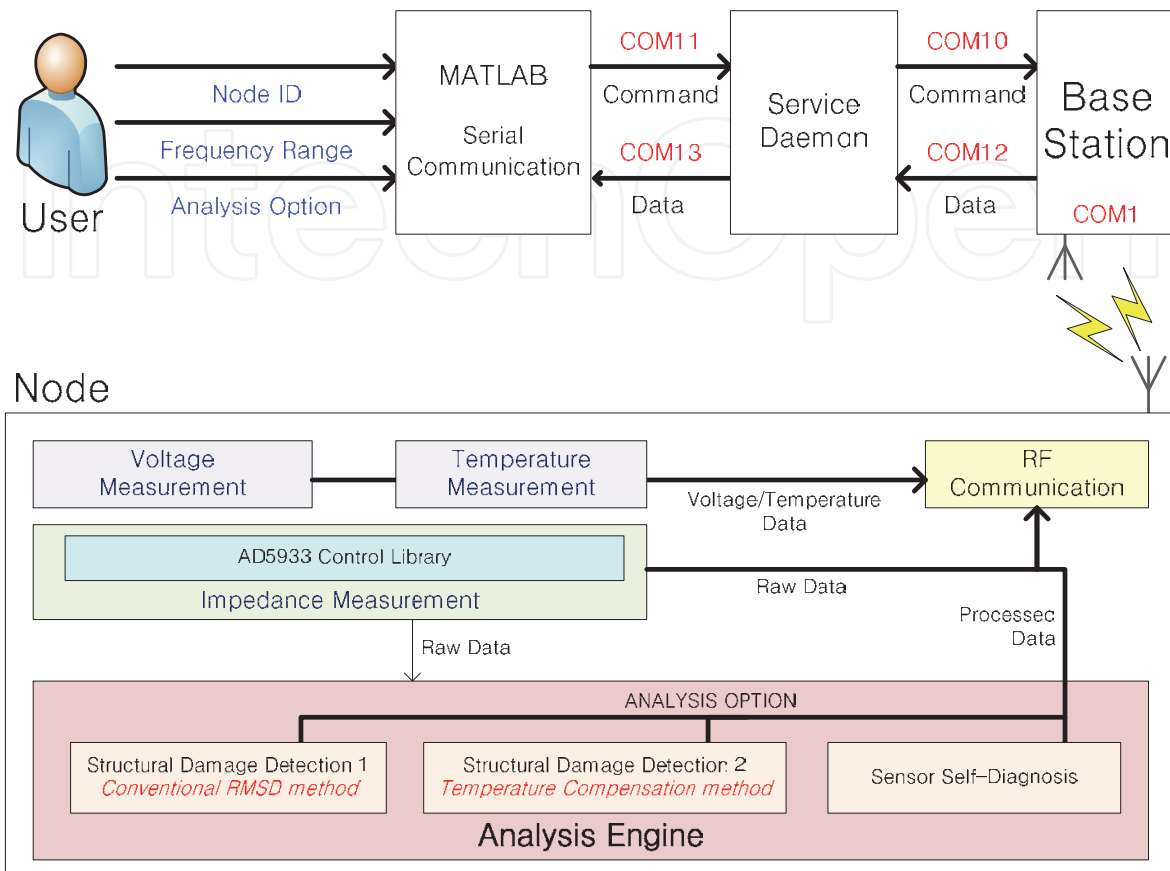 COM11
COM10
MATLAB
Node ID
Command
Service
Daemon
Command
Base
Station
Serial
Communication
Frequency Range
COM13
COM12
Analysis Option
Data
Data
User
COM1
IntechOpen
Node
Voltage
Measurement
Temperature
Measurement
RF
Communication
Voltage/Temperature
Data
AD5933 Control Library
Impedance Measurement
Raw Data
Processec
Data
Raw Data
ANALYSIS OPTION
Structural Damage Detection 1
Conventional RMSD method
Structural Damage Detection 2
Temperature Compensation method
Sensor Self-Diagnosis
Analysis Engine